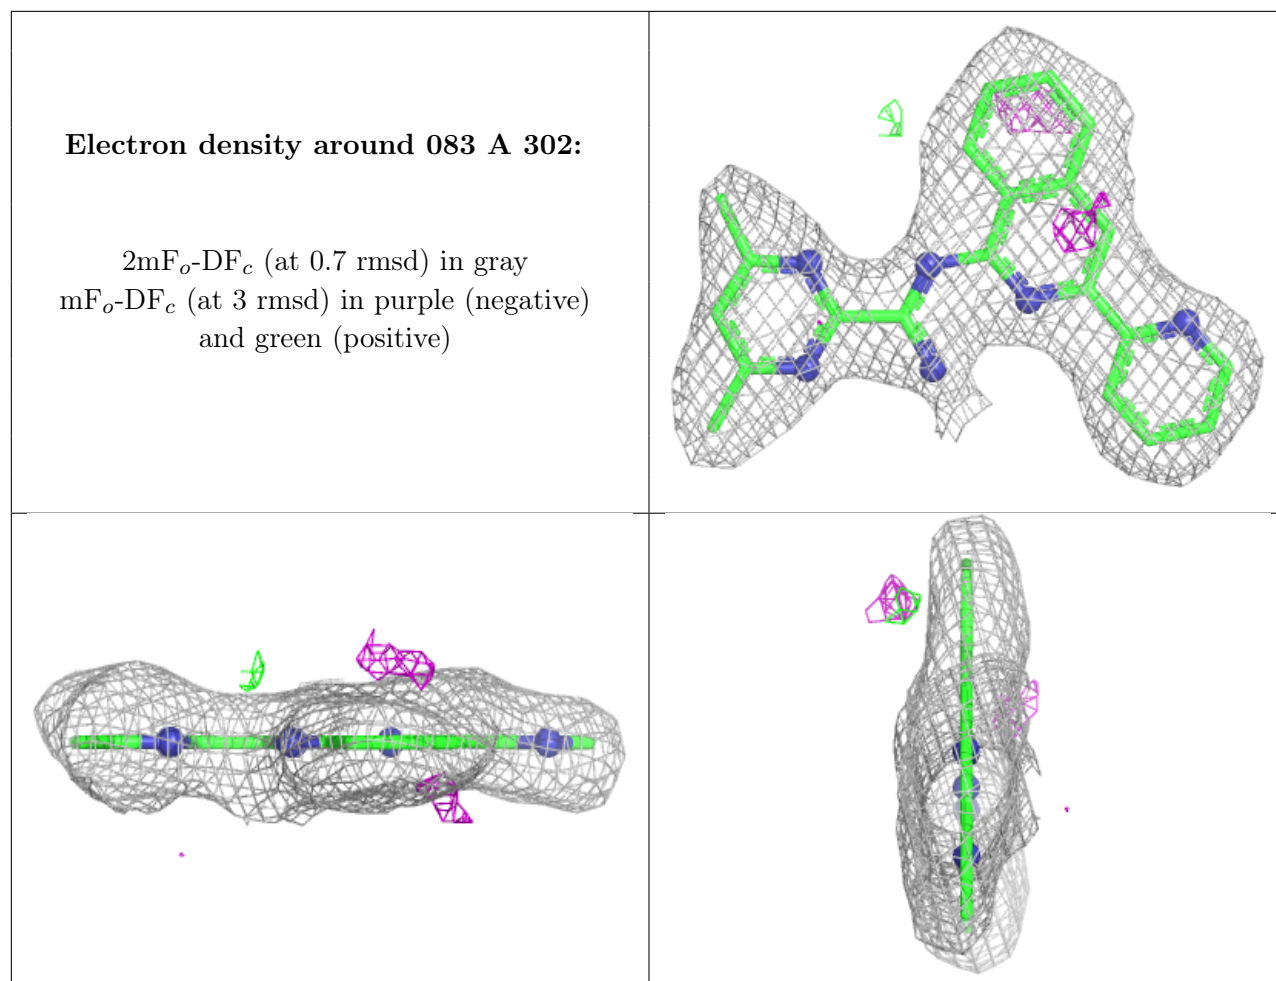 Electron density around 083 A 302:
2mFo-DFc (at 0.7 rmsd) in gray
mFo-DFc (at 3 rmsd) in purple (negative)
and green (positive)